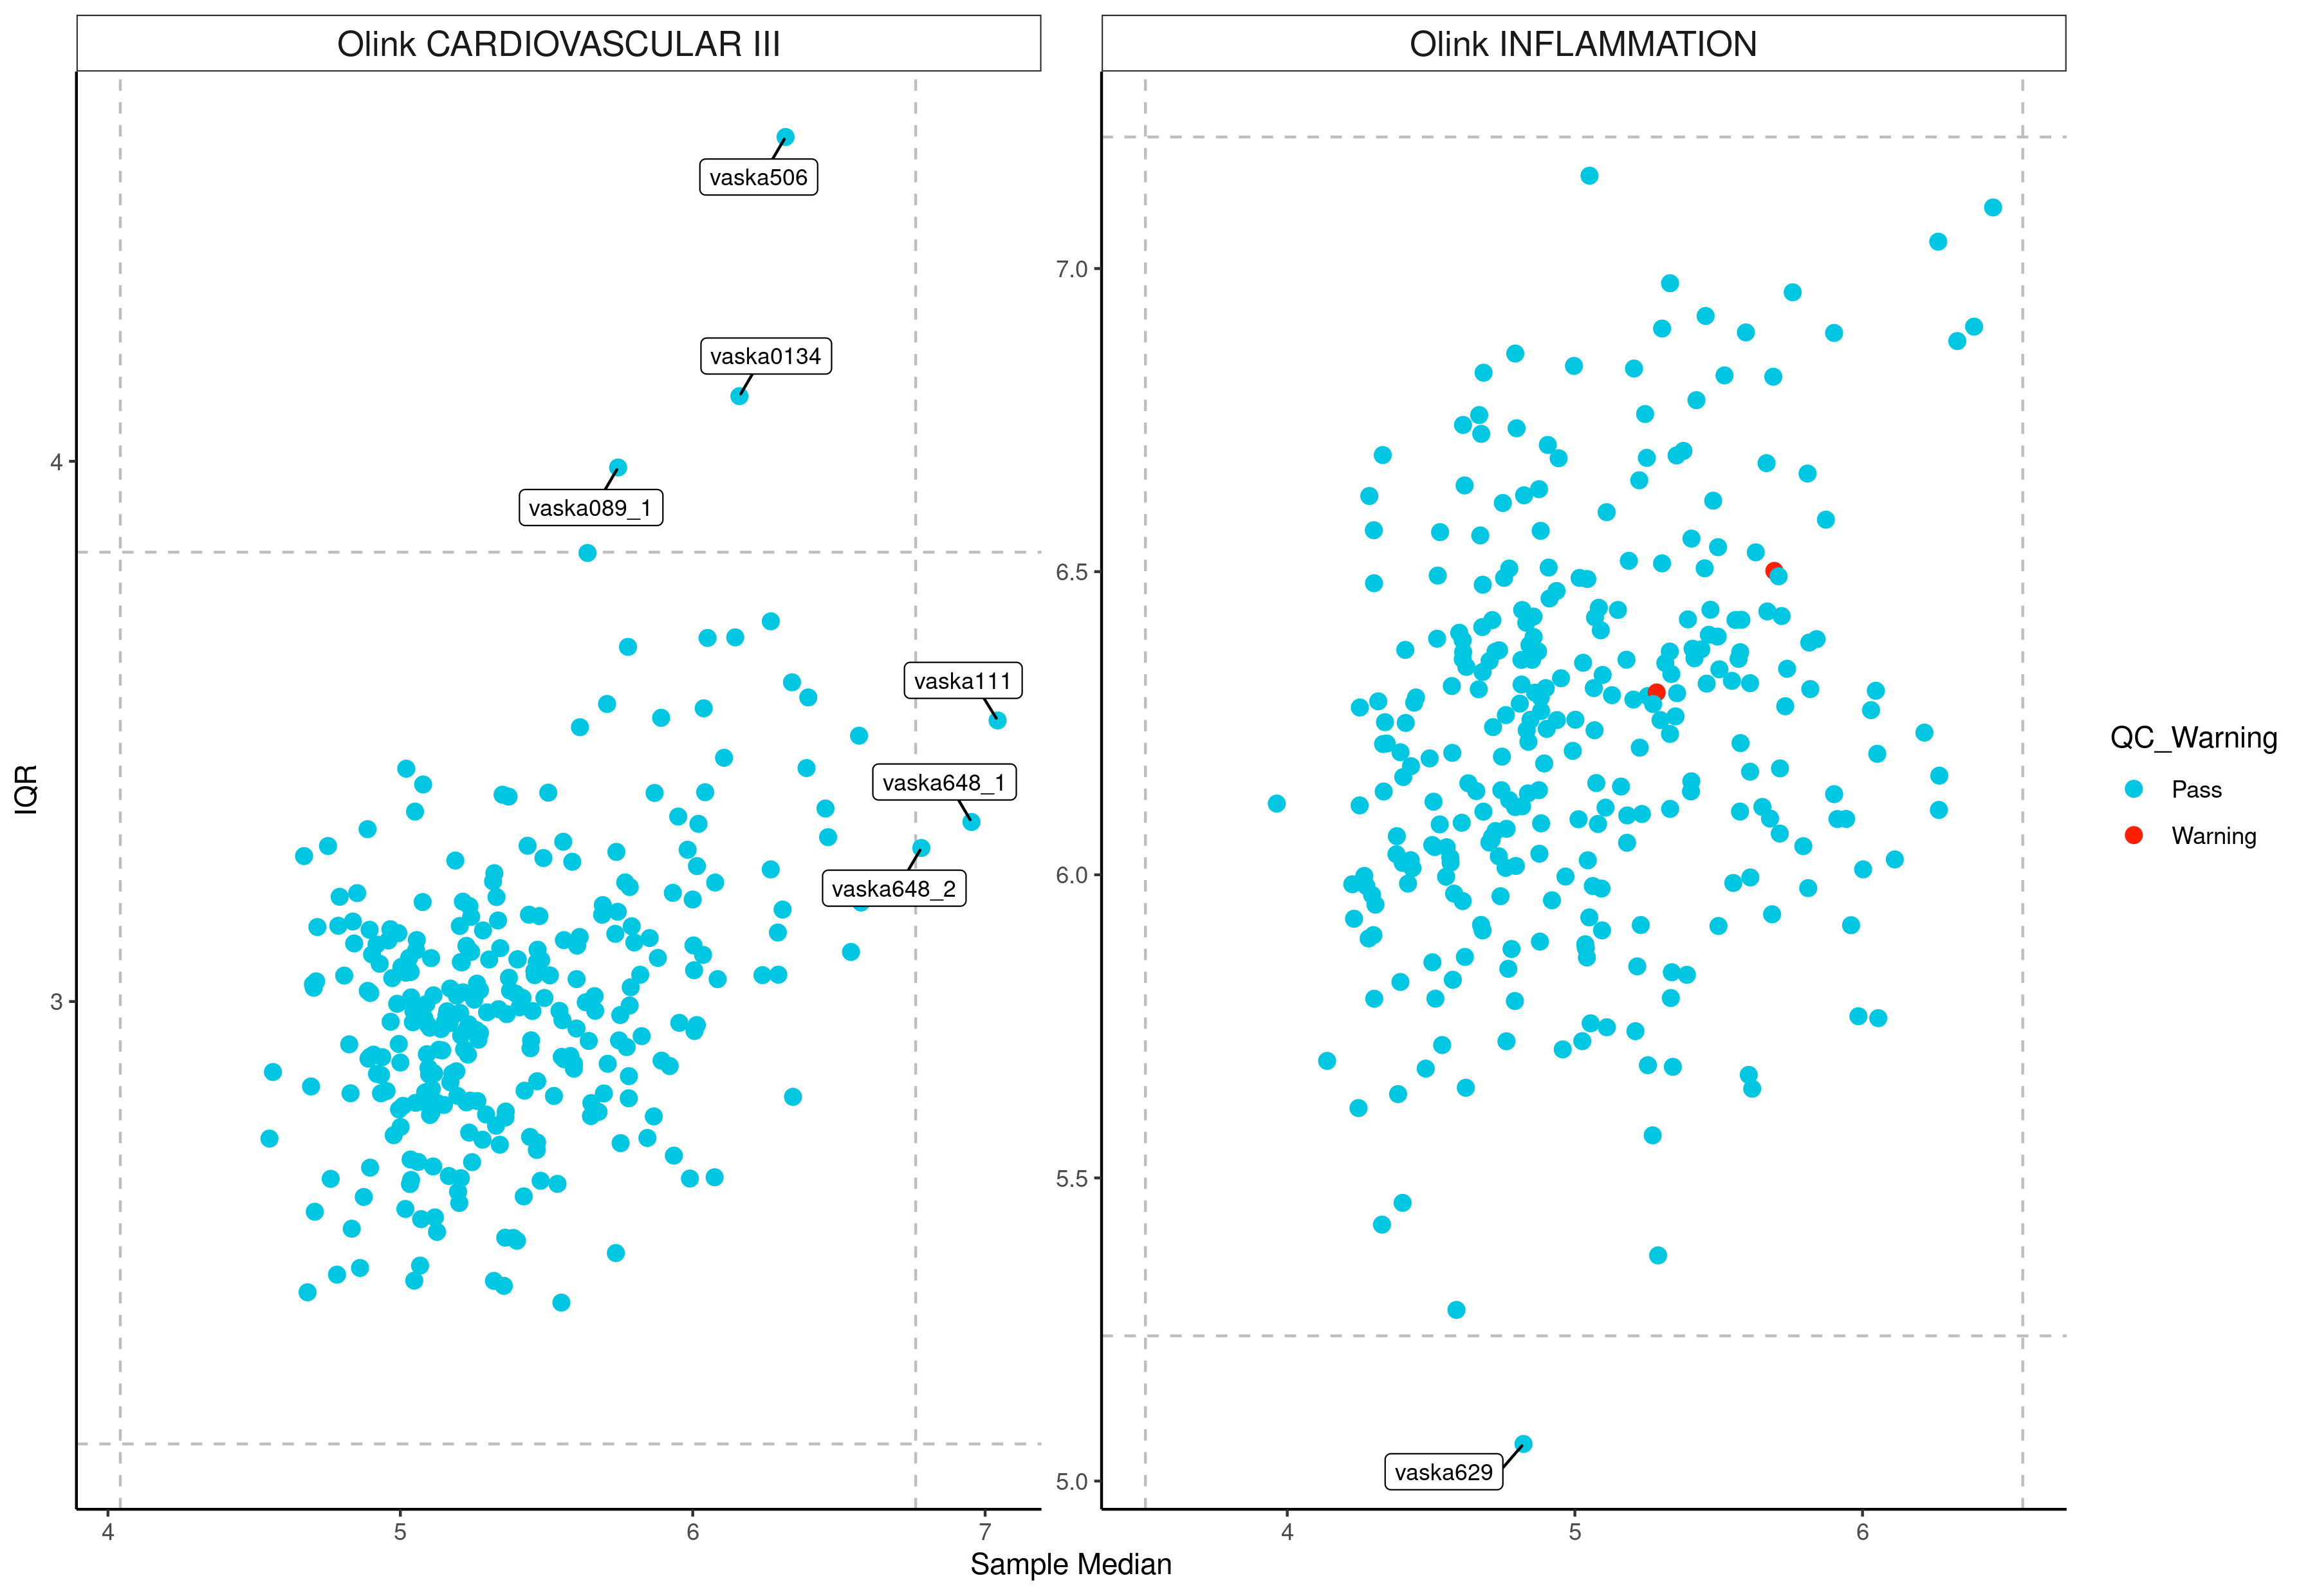 Olink CARDIOVASCULAR III
Olink INFLAMMATION
vaska506
vaska0134
vaska089_1
vaska111
vaska648_1
vaska648_2
vaska629
4
3
7.0
6.5
6.0
5.5
5.0
4
5
6
7
4
5
6
IQR
Sample Median
QC_Warning
Pass
Warning